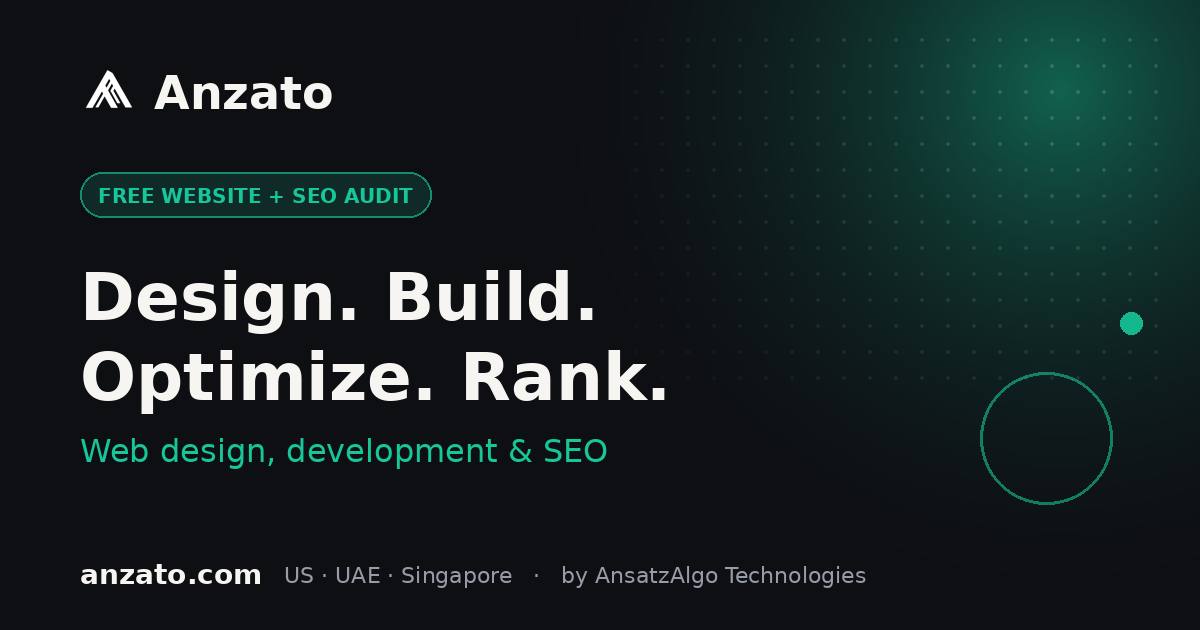 Anzato
FREE WEBSITE + SEO AUDIT
Design. Build.
Optimize. Rank.
Web design, development & SEO
anzato.com US · UAE · Singapore · by AnsatzAlgo Technologies